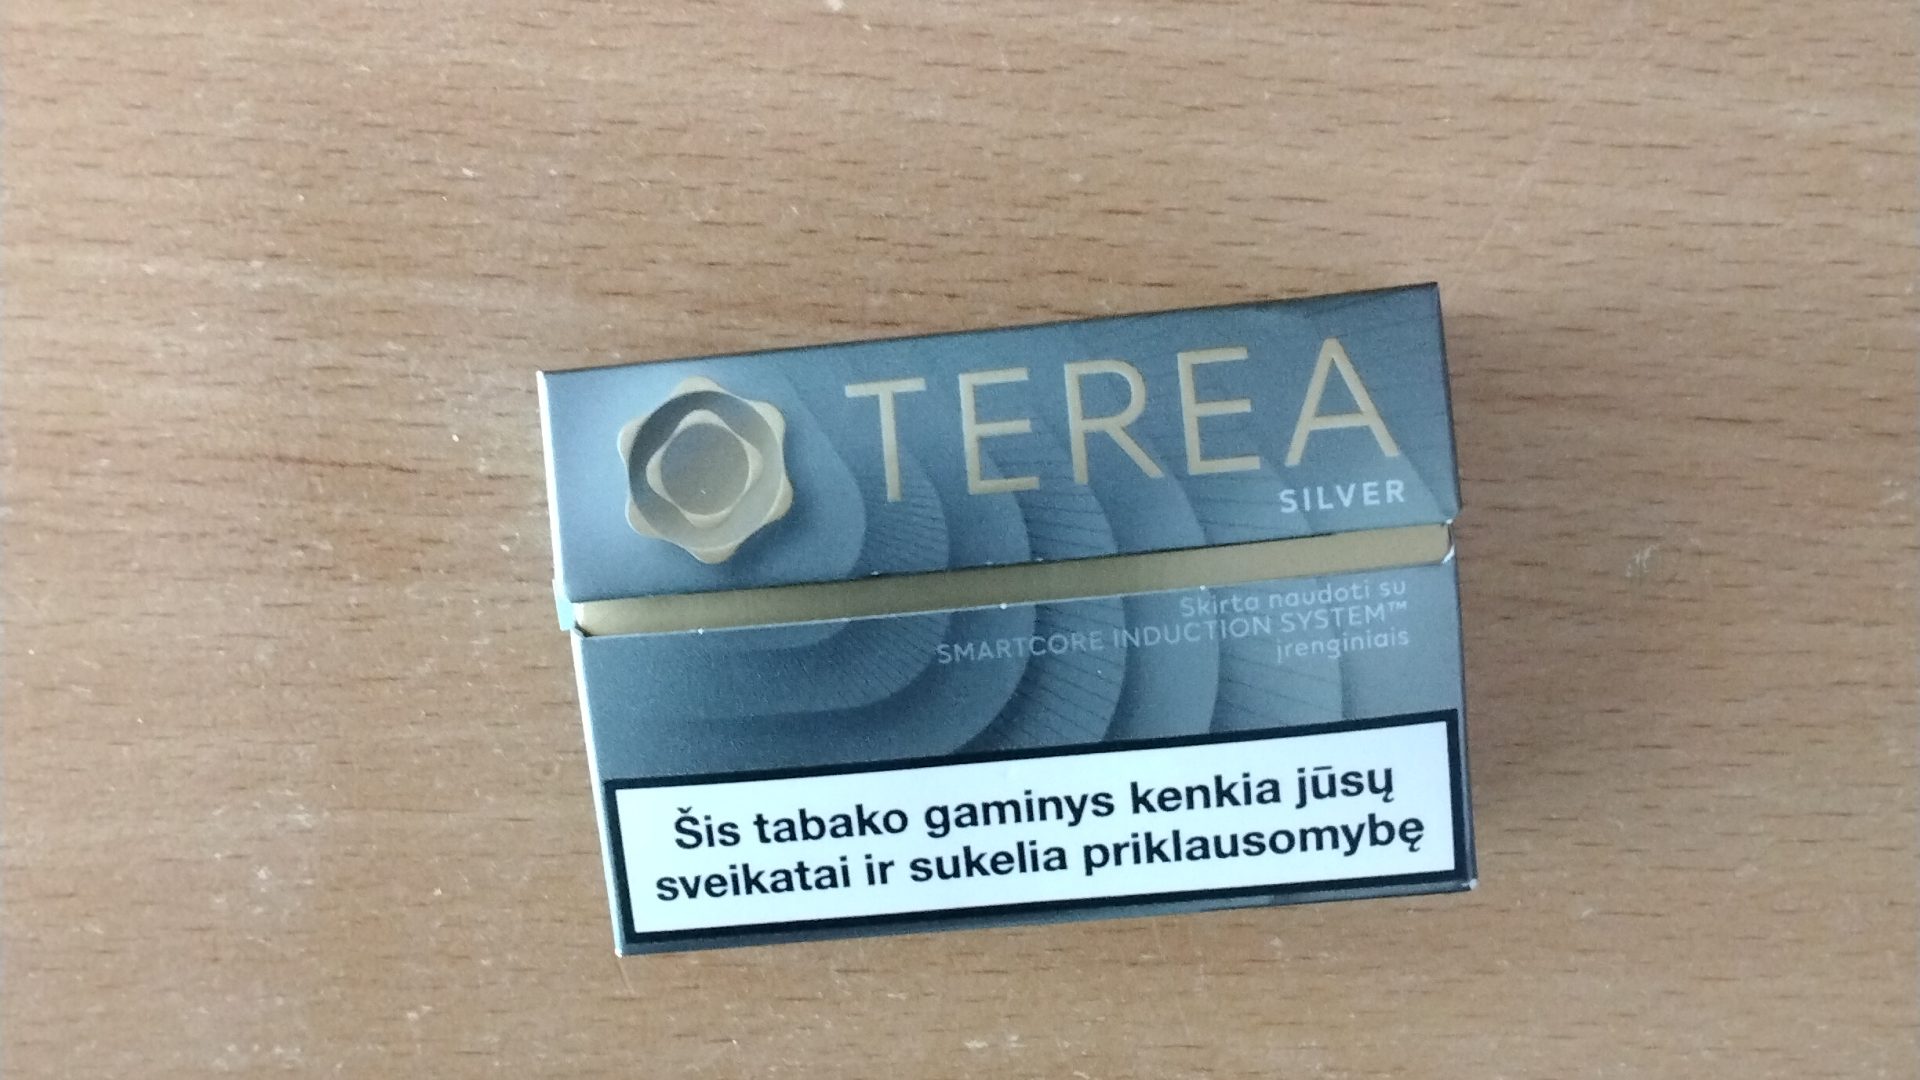 TEREA
SILVER
Skirta naudoti su
SMARTCORE INDUCTION SYSTEM™
įrenginiais
Šis tabako gaminys kenkia jūsų
sveikatai ir sukelia priklausomybę